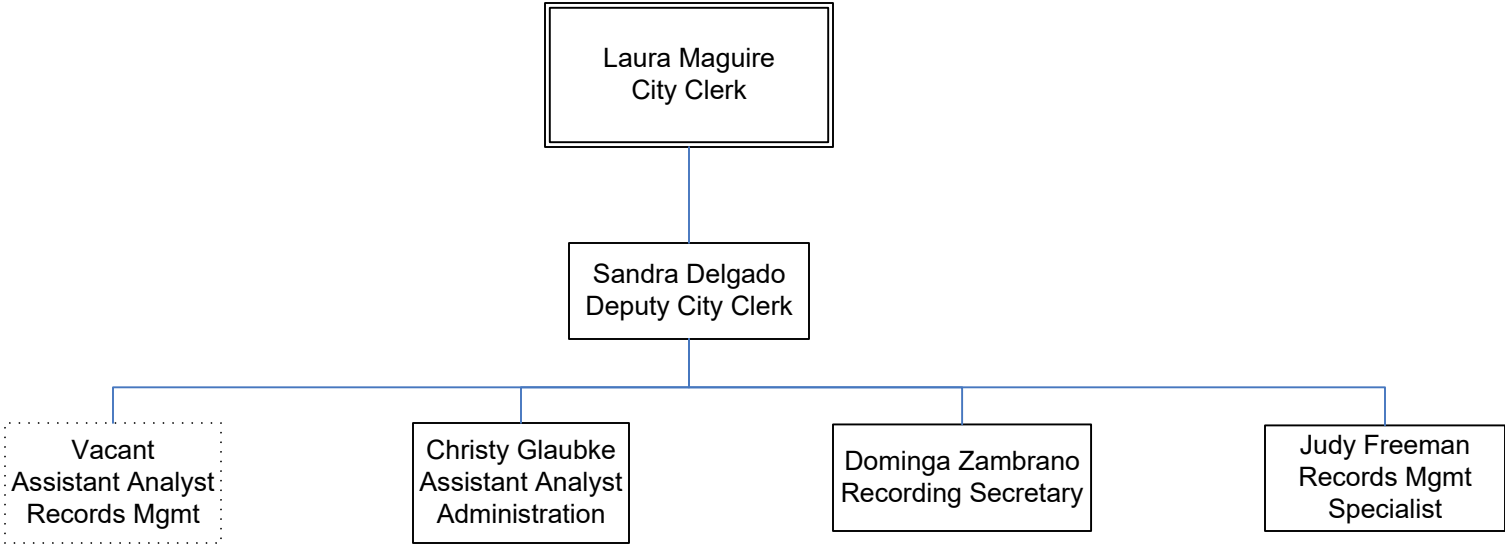 Laura Maguire
City Clerk
Sandra Delgado
Deputy City Clerk
Vacant
Assistant Analyst
Records Mgmt
Christy Glaubke
Assistant Analyst
Administration
Dominga Zambrano
Recording Secretary
Judy Freeman
Records Mgmt
Specialist